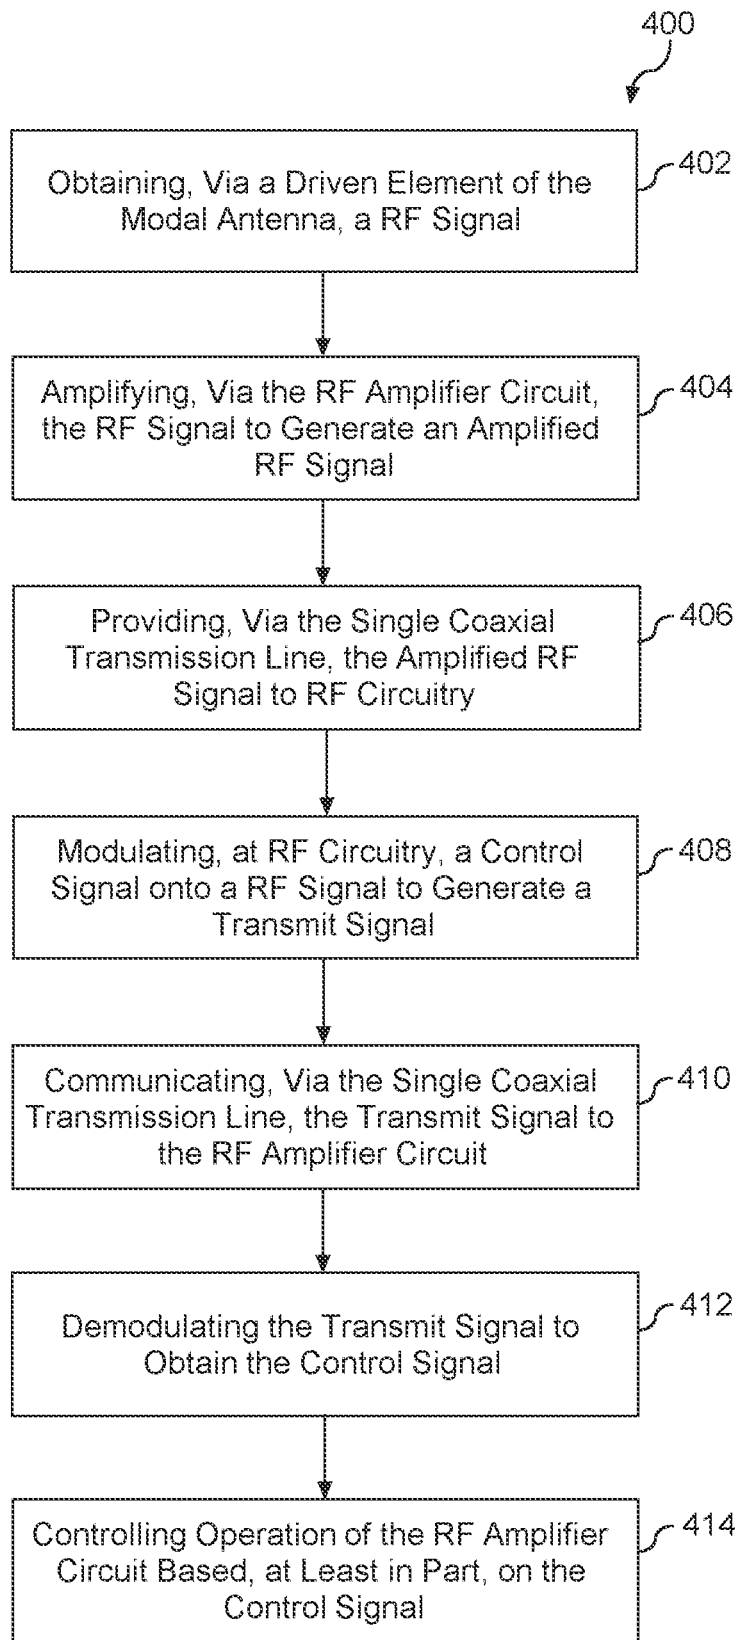 400
Obtaining, Via a Driven Element of the
Modal Antenna, a RF Signal
402
Amplifying, Via the RF Amplifier Circuit,
the RF Signal to Generate an Amplified
RF Signal
404
Providing, Via the Single Coaxial
Transmission Line, the Amplified RF
Signal to RF Circuitry
406
Modulating, at RF Circuitry, a Control
Signal onto a RF Signal to Generate a
Transmit Signal
408
Communicating, Via the Single Coaxial
Transmission Line, the Transmit Signal to
the RF Amplifier Circuit
410
Demodulating the Transmit Signal to
Obtain the Control Signal
412
Controlling Operation of the RF Amplifier
Circuit Based, at Least in Part, on the
Control Signal
414